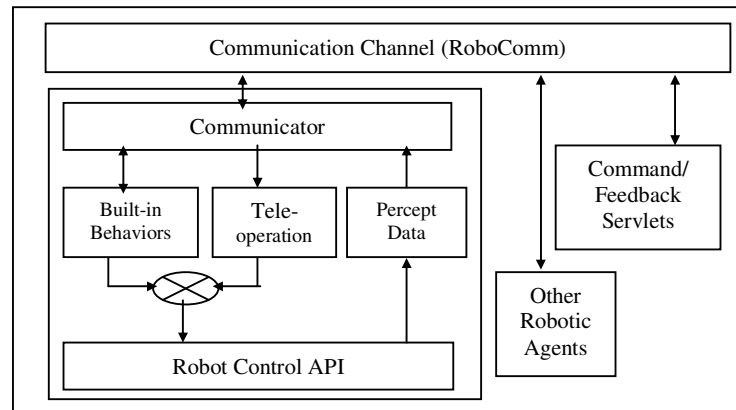 Communication Channel (RoboComm)
Communicator
Built-in
Behaviors
Tele-
operation
Percept
Data
Robot Control API
Command/
Feedback
Servlets
Other
Robotic
Agents